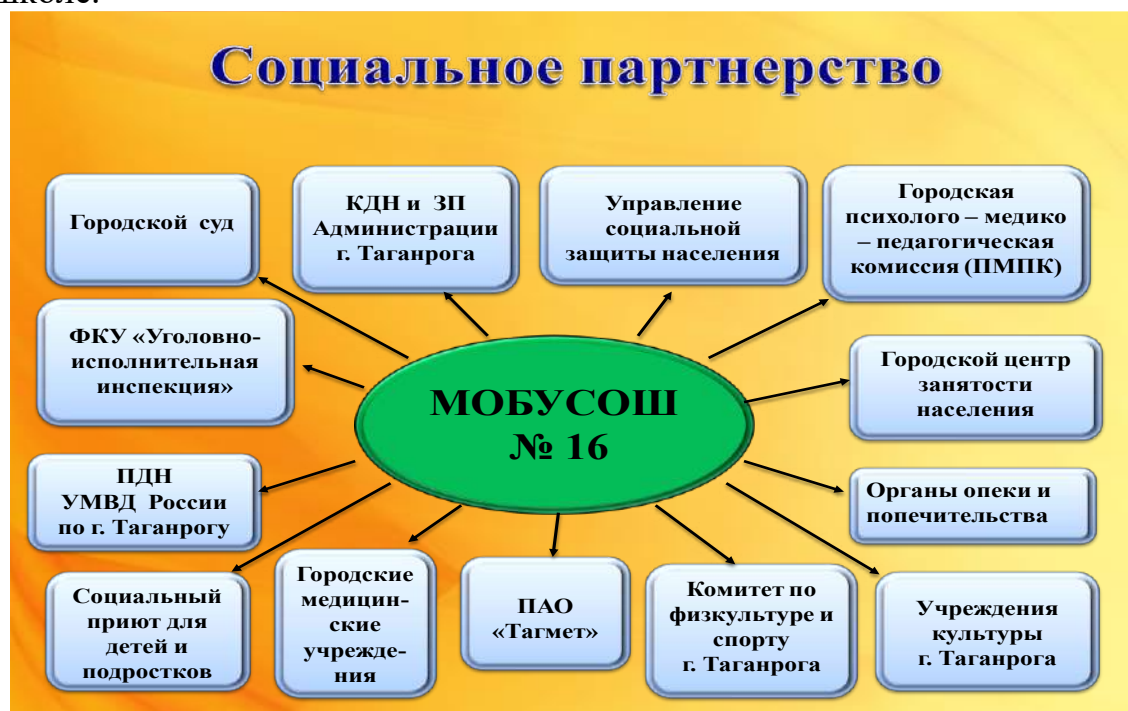 школе.
Социальное партнерство
Городской суд
КДН и ЗП
Администрации
г. Таганрога
Управление
социальной
защиты населения
Городская
психолого – медико
– педагогическая
комиссия (ПМПК)
ФКУ «Уголовно-
исполнительная
инспекция»
МОБУСОШ
№ 16
Городской центр
занятости
населения
ПДН
УМВД России
по г. Таганрогу
Органы опеки и
попечительства
Социальный
приют для
детей и
подростков
Городские
медицин-
ские
учрежде-
ния
ПАО
«Тагмет»
Комитет по
физкультуре и
спорту
г. Таганрога
Учреждения
культуры
г. Таганрога